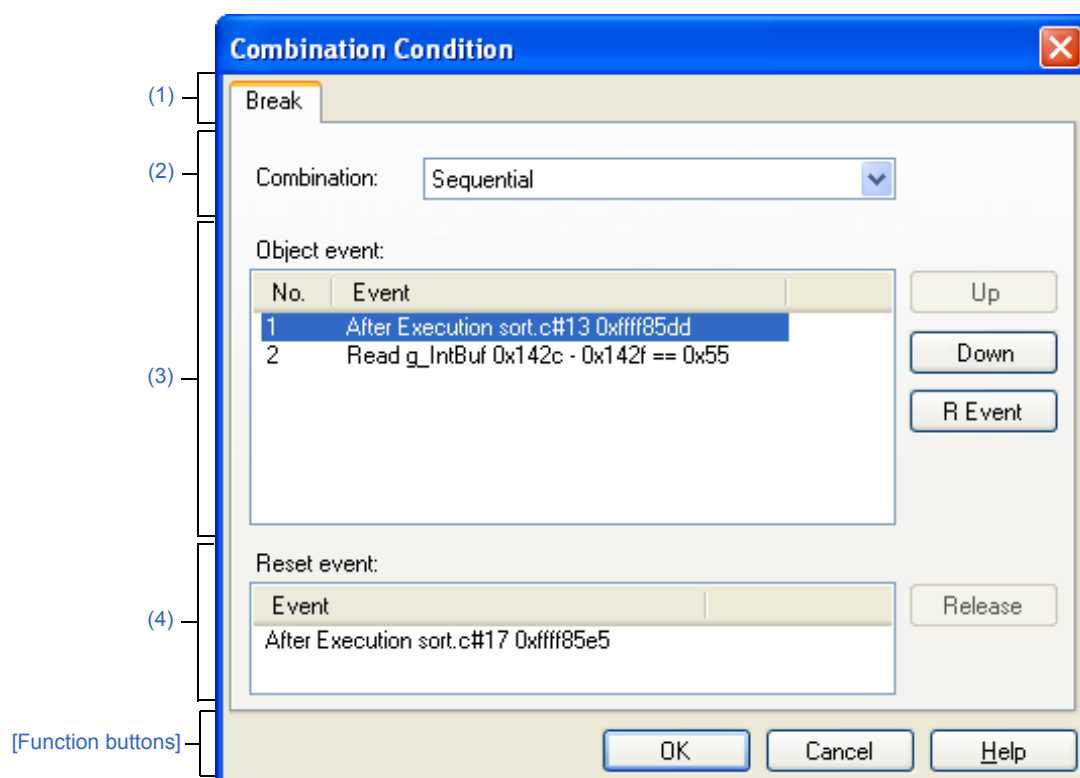 Combination Condition
(1)
Break
(2)
Combination: Sequential
Object event:
No. Event
Up
1 After Execution sort.c#13 0xffff85dd
2 Read g_IntBuf 0x142c - 0x142f == 0x55
Down
(3)
R Event
Reset event:
Event
Release
(4)
After Execution sort.c#17 0xffff85e5
[Function buttons]
OK Cancel Help